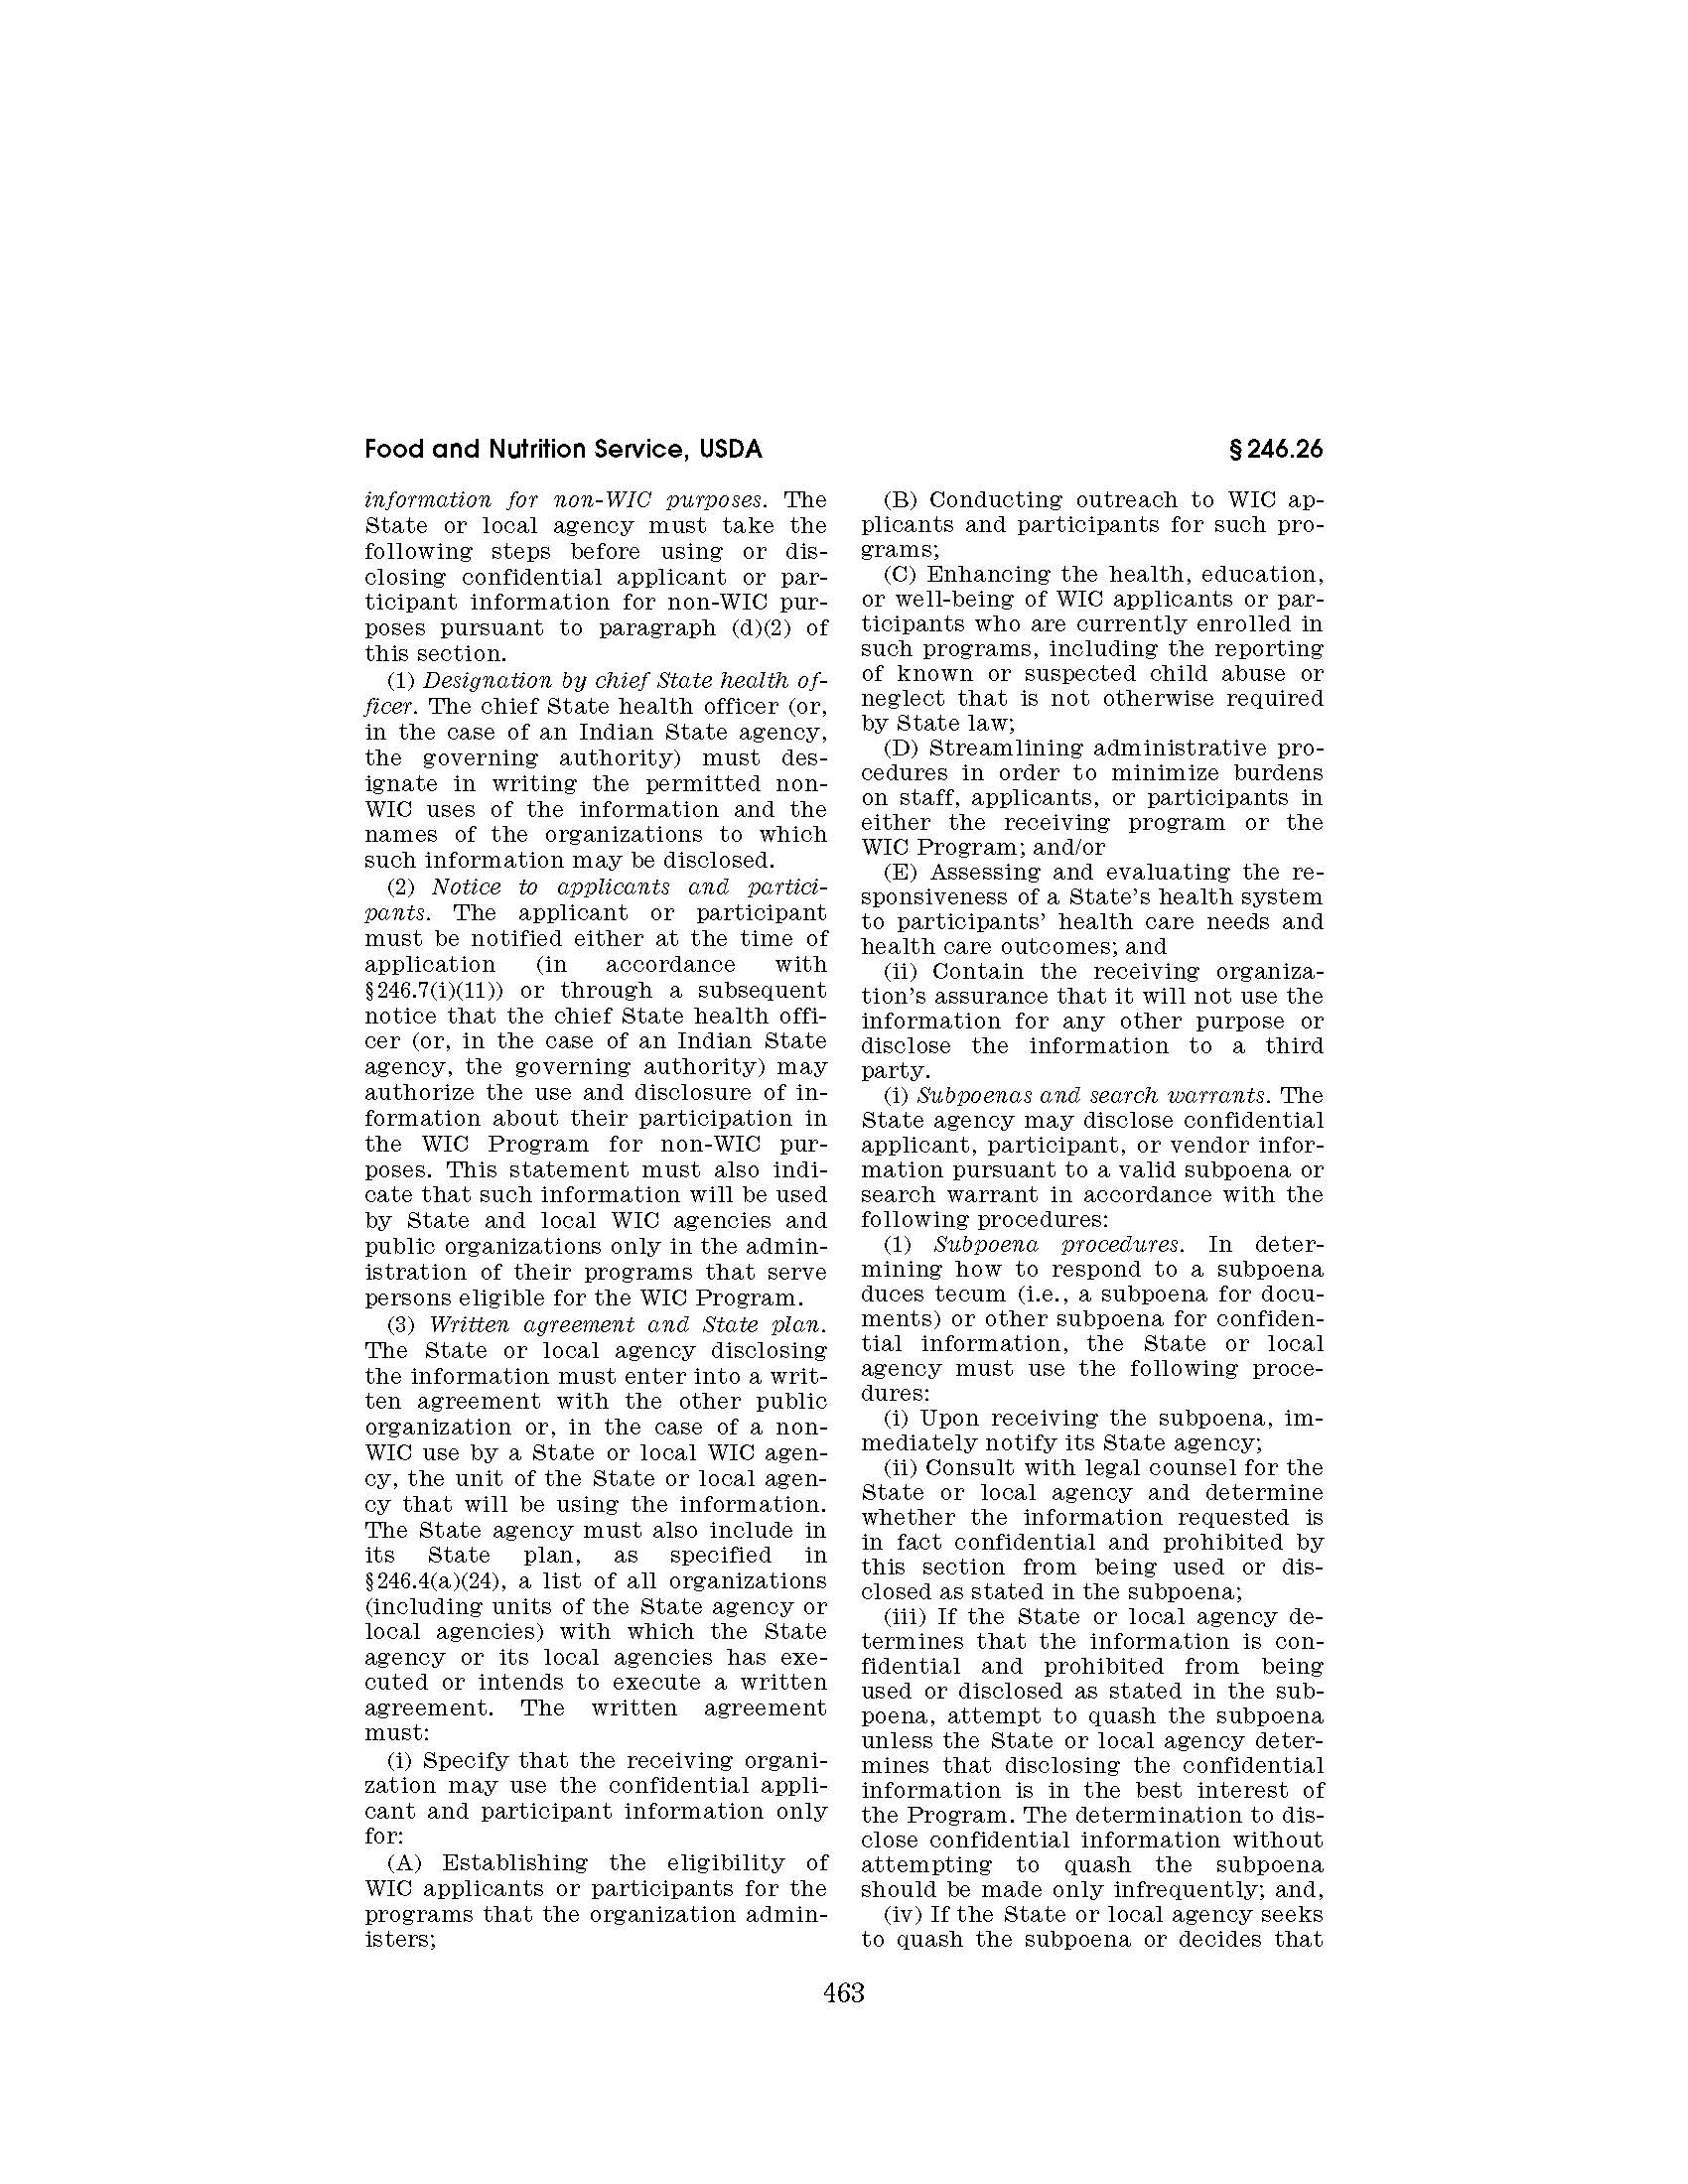 Food and Nutrition Service, USDA
§ 246.26
information for non-WIC purposes. The
State or local agency must take the
following steps before using or dis-
closing confidential applicant or par-
ticipant information for non-WIC pur-
poses pursuant to paragraph (d)(2) of
this section.
(1) Designation by chief State health of-
ficer. The chief State health officer (or,
in the case of an Indian State agency,
the governing authority) must des-
ignate in writing the permitted non-
WIC uses of the information and the
names of the organizations to which
such information may be disclosed.
(2) Notice to applicants and partici-
pants. The applicant or participant
must be notified either at the time of
application (in accordance with
§246.7(i)(11)) or through a subsequent
notice that the chief State health offi-
cer (or, in the case of an Indian State
agency, the governing authority) may
authorize the use and disclosure of in-
formation about their participation in
the WIC Program for non-WIC pur-
poses. This statement must also indi-
cate that such information will be used
by State and local WIC agencies and
public organizations only in the admin-
istration of their programs that serve
persons eligible for the WIC Program.
(3) Written agreement and State plan.
The State or local agency disclosing
the information must enter into a writ-
ten agreement with the other public
organization or, in the case of a non-
WIC use by a State or local WIC agen-
cy, the unit of the State or local agen-
cy that will be using the information.
The State agency must also include in
its State plan, as specified in
§246.4(a)(24), a list of all organizations
(including units of the State agency or
local agencies) with which the State
agency or its local agencies has exe-
cuted or intends to execute a written
agreement. The written agreement
must:
(i) Specify that the receiving organi-
zation may use the confidential appli-
cant and participant information only
for:
(A) Establishing the eligibility of
WIC applicants or participants for the
programs that the organization admin-
isters;
(B) Conducting outreach to WIC ap-
plicants and participants for such pro-
grams;
(C) Enhancing the health, education,
or well-being of WIC applicants or par-
ticipants who are currently enrolled in
such programs, including the reporting
of known or suspected child abuse or
neglect that is not otherwise required
by State law;
(D) Streamlining administrative pro-
cedures in order to minimize burdens
on staff, applicants, or participants in
either the receiving program or the
WIC Program; and/or
(E) Assessing and evaluating the re-
sponsiveness of a State's health system
to participants' health care needs and
health care outcomes; and
(ii) Contain the receiving organiza-
tion's assurance that it will not use the
information for any other purpose or
disclose the information to a third
party.
(i) Subpoenas and search warrants. The
State agency may disclose confidential
applicant, participant, or vendor infor-
mation pursuant to a valid subpoena or
search warrant in accordance with the
following procedures:
(1) Subpoena procedures. In deter-
mining how to respond to a subpoena
duces tecum (i.e., a subpoena for docu-
ments) or other subpoena for confiden-
tial information, the State or local
agency must use the following proce-
dures:
(i) Upon receiving the subpoena, im-
mediately notify its State agency;
(ii) Consult with legal counsel for the
State or local agency and determine
whether the information requested is
in fact confidential and prohibited by
this section from being used or dis-
closed as stated in the subpoena;
(iii) If the State or local agency de-
termines that the information is con-
fidential and prohibited from being
used or disclosed as stated in the sub-
poena, attempt to quash the subpoena
unless the State or local agency deter-
mines that disclosing the confidential
information is in the best interest of
the Program. The determination to dis-
close confidential information without
attempting to quash the subpoena
should be made only infrequently; and,
(iv) If the State or local agency seeks
to quash the subpoena or decides that
463